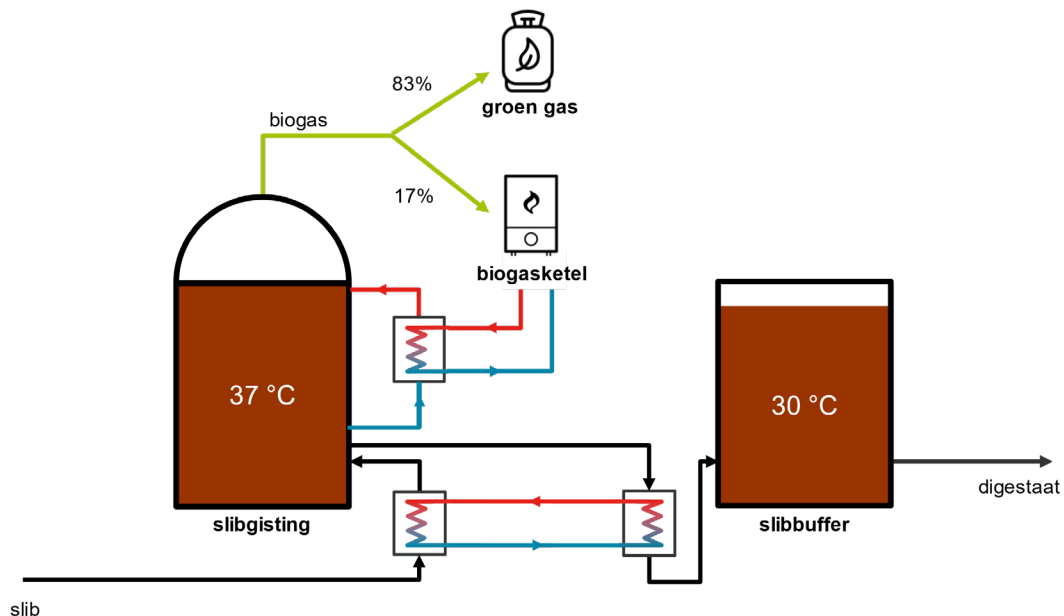 83%
groen gas
biogas
17%
biogasketel
37 °C
30 °C
digestaat
slibgisting
slibbuffer
slib